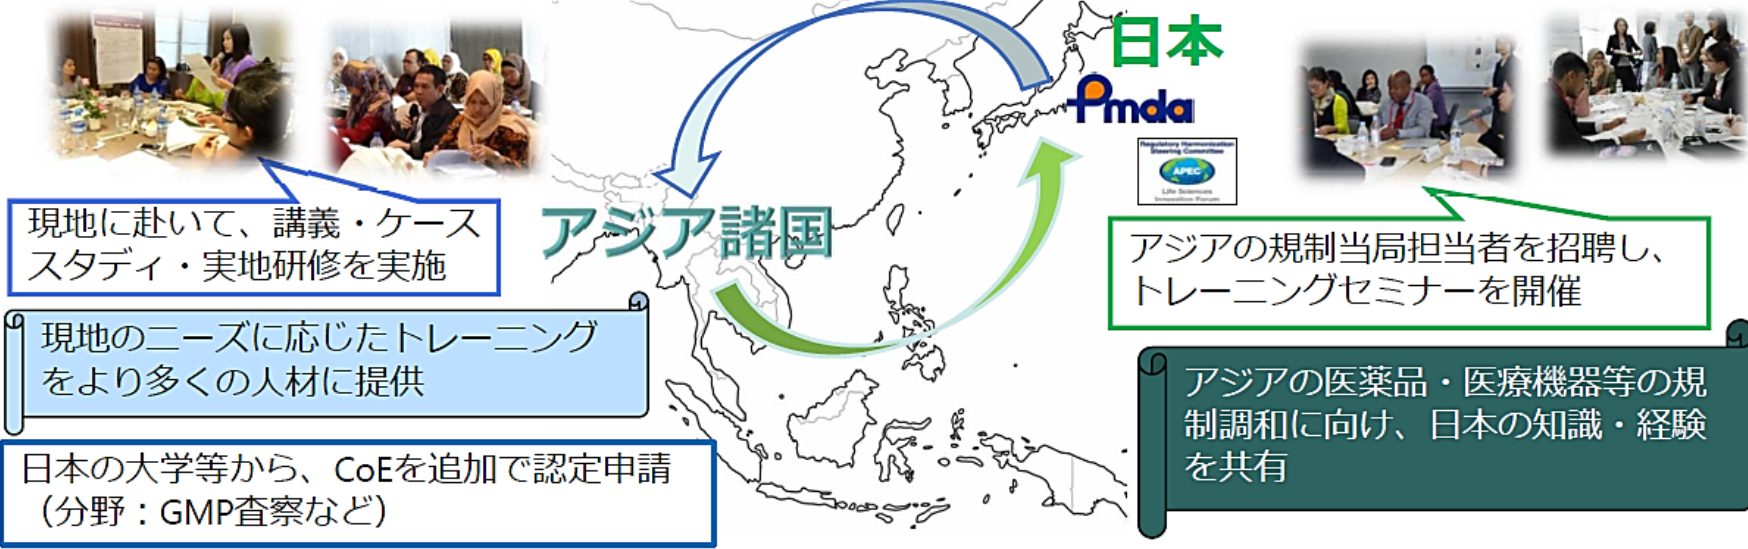 日本
Pmda
Regulatory Harmonization
Steering Committee
APEC
Life Sciences
Innovation Forum
アジア諸国
現地に赴いて、講義・ケース
スタディ・実地研修を実施
現地のニーズに応じたトレーニング
をより多くの人材に提供
日本の大学等から、CoEを追加で認定申請
（分野：GMP査察など）
アジアの規制当局担当者を招聘し、
トレーニングセミナーを開催
アジアの医薬品・医療機器等の規
制調和に向け、日本の知識・経験
を共有